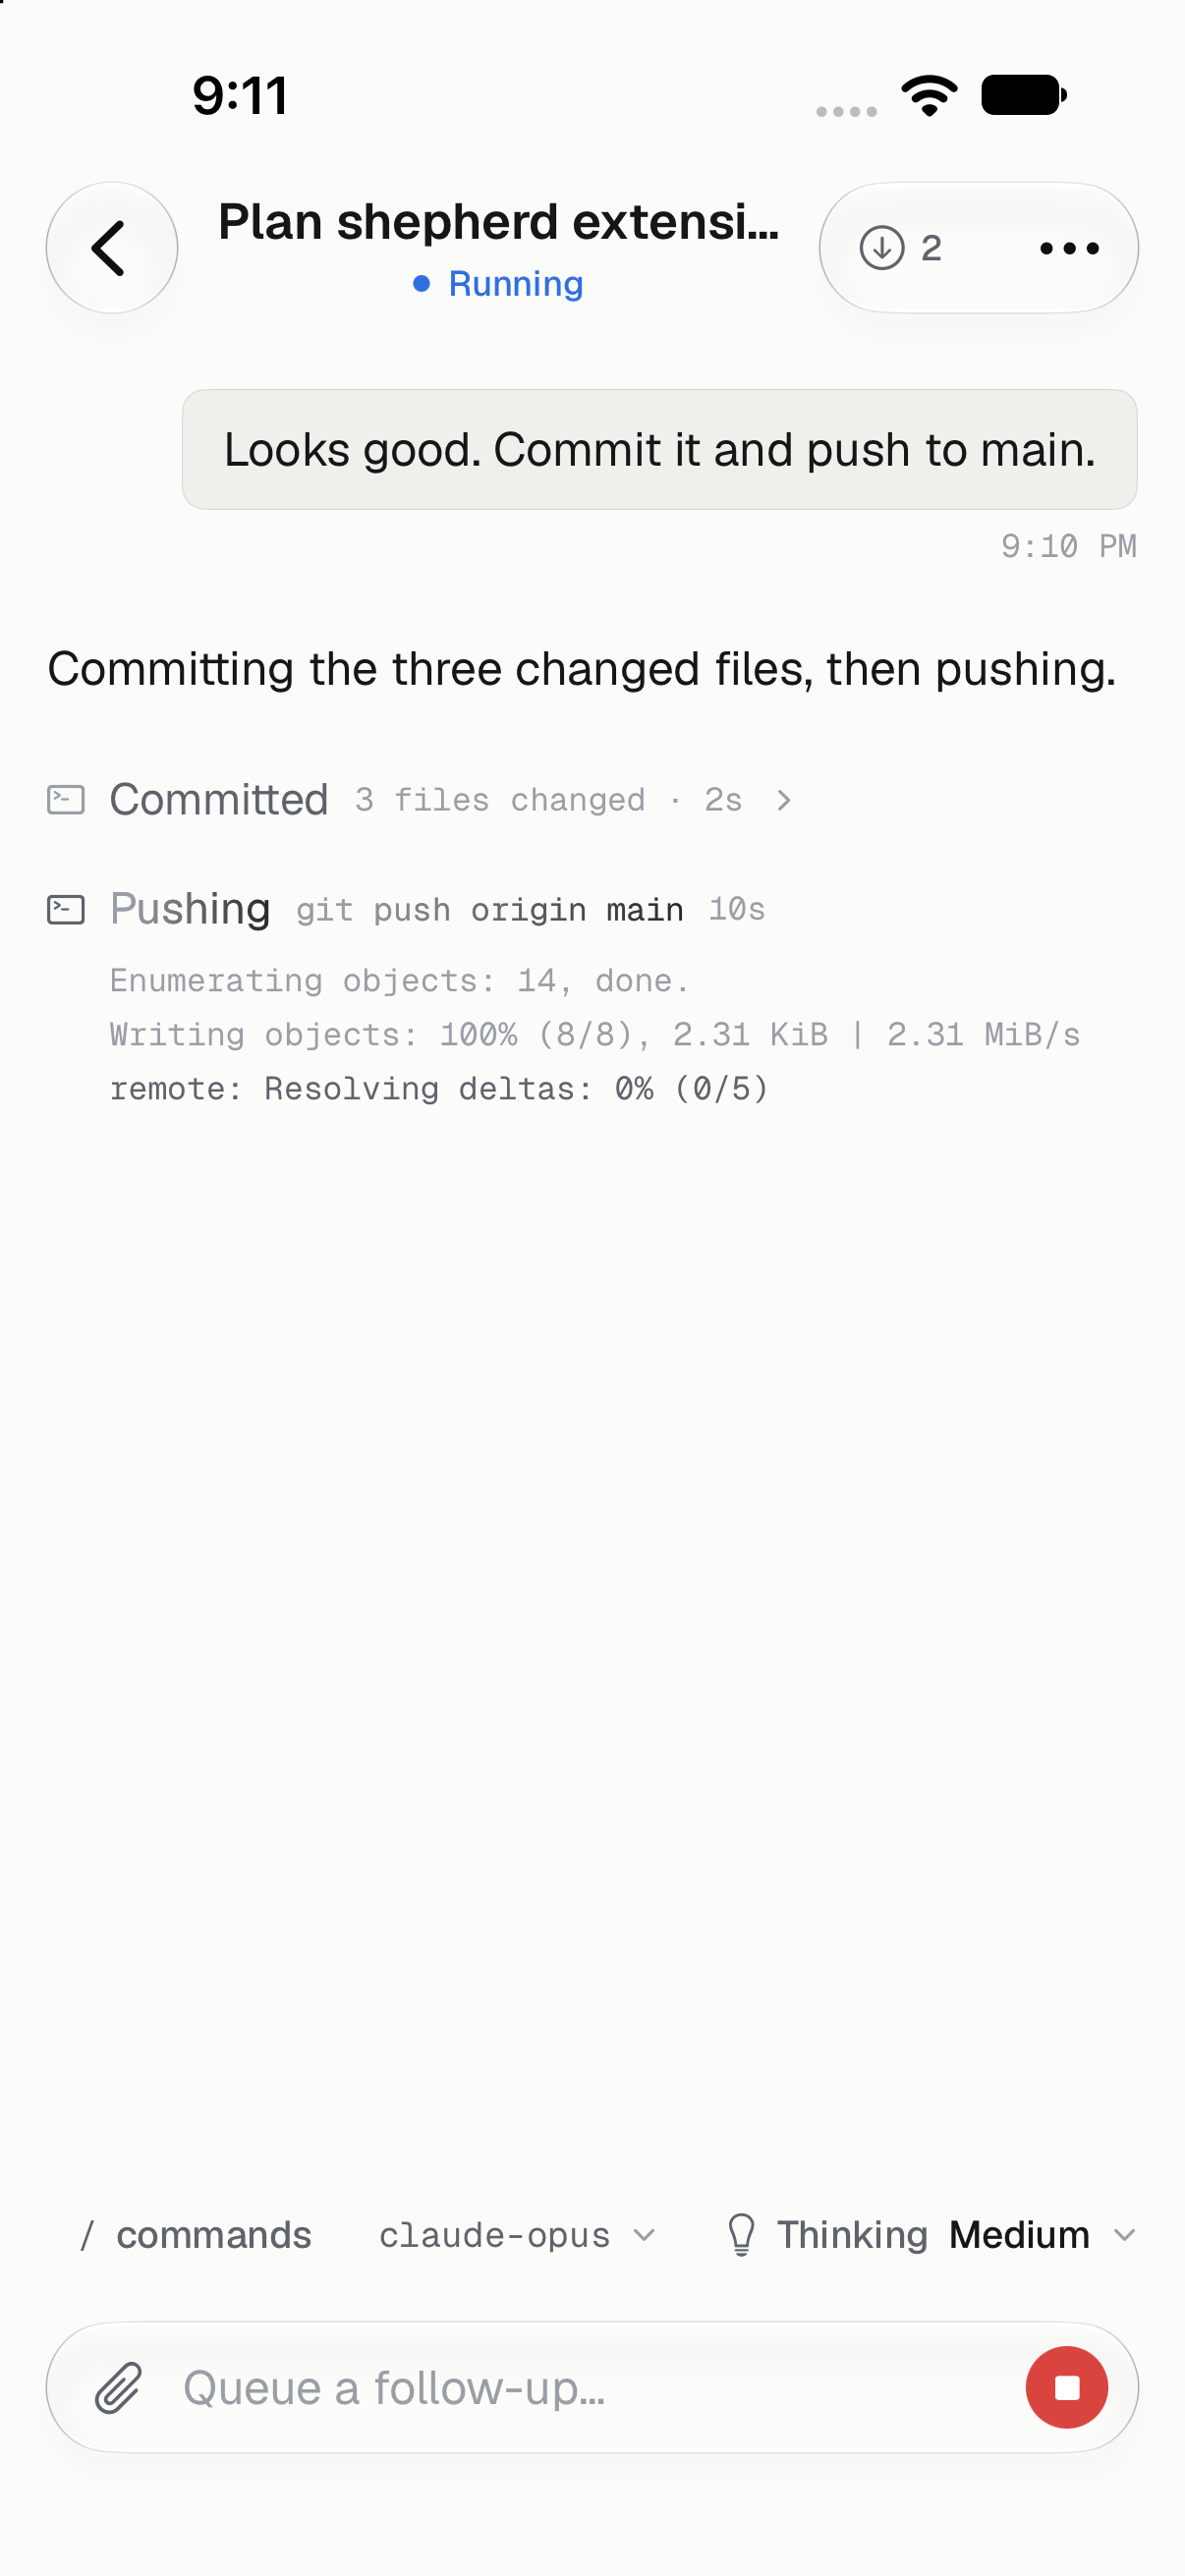 9:11
Plan shepherd extensi...
Running
2
Looks good. Commit it and push to main.
9:10 PM
Committing the three changed files, then pushing.
Committed 3 files changed · 2s
Pushing git push origin main 10s
Enumerating objects: 14, done.
Writing objects: 100% (8/8), 2.31 KiB | 2.31 MiB/s
remote: Resolving deltas: 0% (0/5)
/ commands claude-opus Thinking Medium
Queue a follow-up...